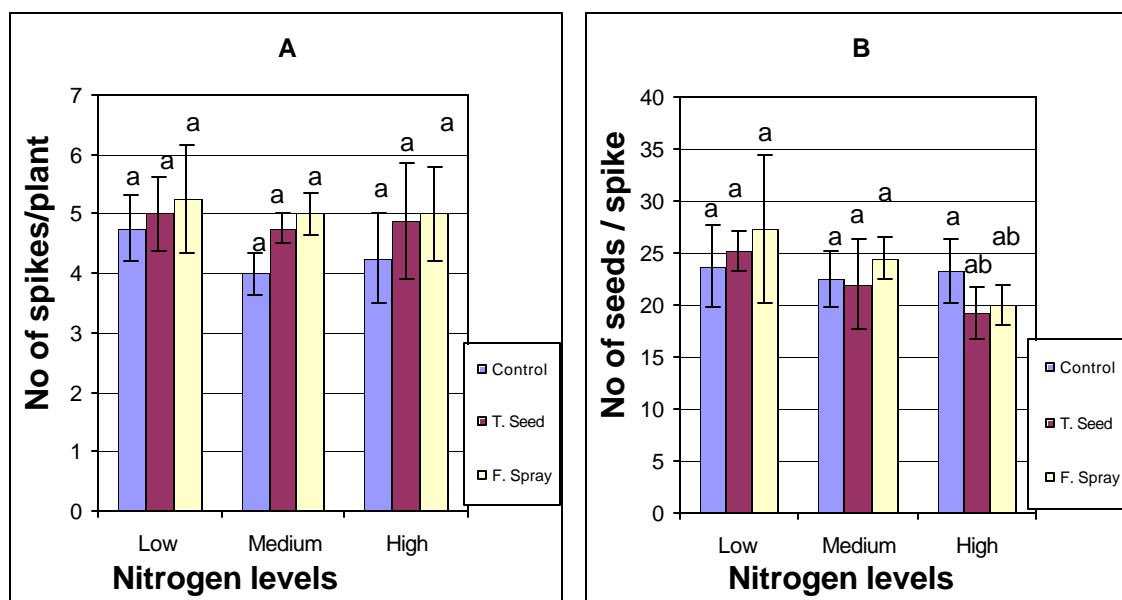 A
No of spikes/plant
7
6
5
4
3
2
1
0
a a a
a a a
a a a
Low Medium High
Nitrogen levels
Control
T. Seed
F. Spray
B
No of seeds / spike
40
35
30
25
20
15
10
5
0
a a a
a a a
a ab ab
Low Medium High
Nitrogen levels
Control
T. Seed
F. Spray